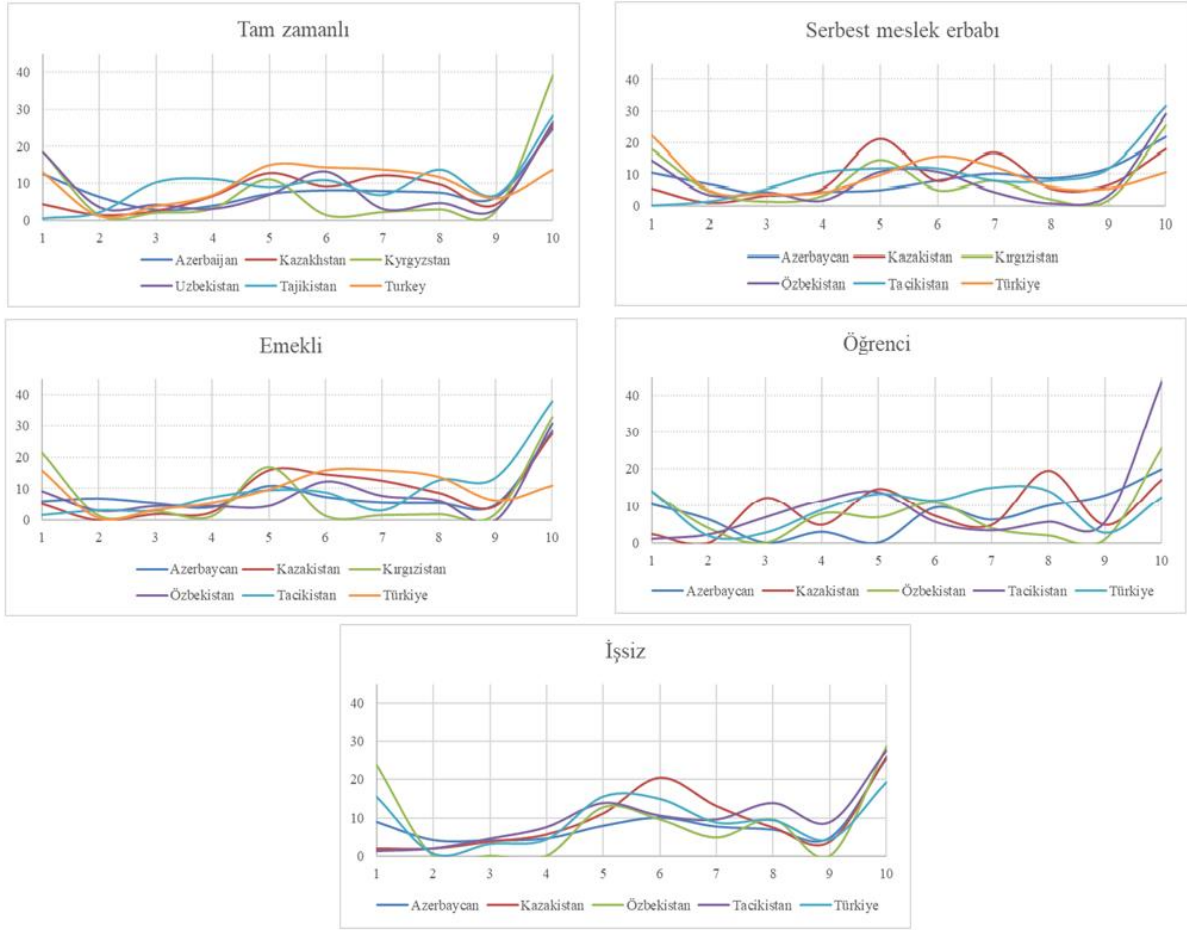 Tam zamanlı
40
30
20
10
0
1 2 3 4 5 6 7 8 9 10
Azerbaijan Kazakhstan Kyrgyzstan
Uzbekistan Tajikistan Turkey
Serbest meslek erbabı
40
30
20
10
0
1 2 3 4 5 6 7 8 9 10
Azerbaycan Kazakistan Kırgızistan
Özbekistan Tacikistan Türkiye
Emekli
40
30
20
10
0
1 2 3 4 5 6 7 8 9 10
Azerbaycan Kazakistan Kırgızistan
Özbekistan Tacikistan Türkiye
Öğrenci
40
30
20
10
0
1 2 3 4 5 6 7 8 9 10
Azerbaycan Kazakistan Özbekistan Tacikistan Türkiye
İşsiz
40
30
20
10
0
1 2 3 4 5 6 7 8 9 10
Azerbaycan Kazakistan Özbekistan Tacikistan Türkiye